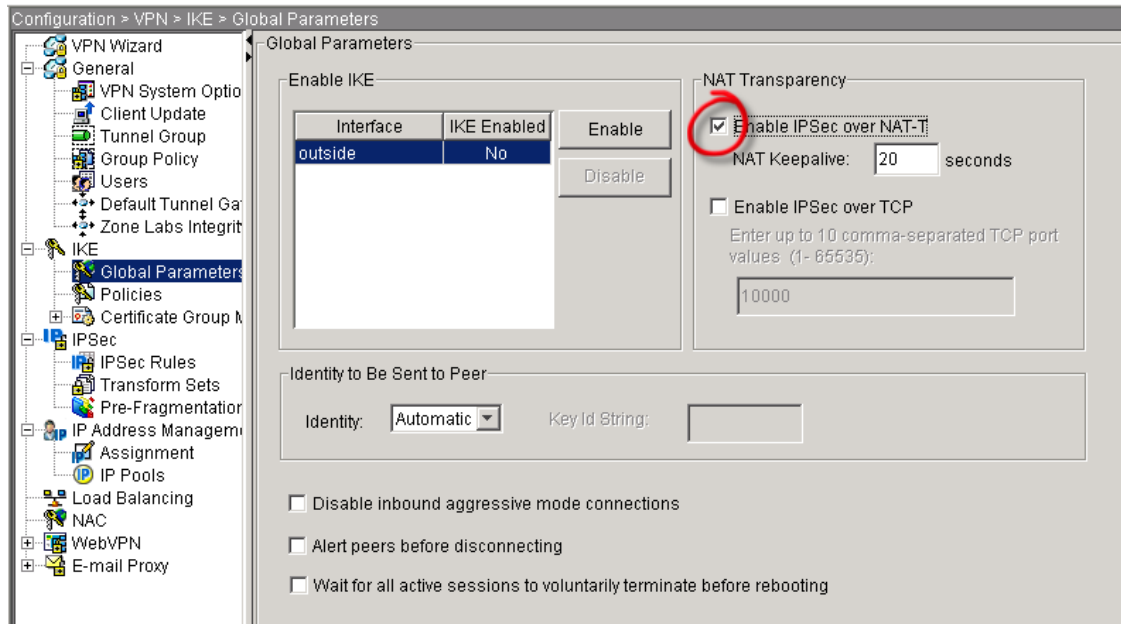 Configuration > VPN > IKE > Global Parameters
VPN Wizard
General
VPN System Optio
Client Update
Tunnel Group
Group Policy
Users
Default Tunnel Ga
Zone Labs Integrit
IKE
Global Parameters
Policies
Certificate Group M
IPSec
IPSec Rules
Transform Sets
Pre-Fragmentation
IP Address Manageme
Assignment
IP Pools
Load Balancing
NAC
WebVPN
E-mail Proxy
Global Parameters
Enable IKE
Interface IKE Enabled
outside No
Enable
Disable
NAT Transparency
Enable IPSec over NAT-T
NAT Keepalive: 20 seconds
Enable IPSec over TCP
Enter up to 10 comma-separated TCP port
values (1- 65535):
10000
Identity to Be Sent to Peer
Identity: Automatic Key Id String:
Disable inbound aggressive mode connections
Alert peers before disconnecting
Wait for all active sessions to voluntarily terminate before rebooting